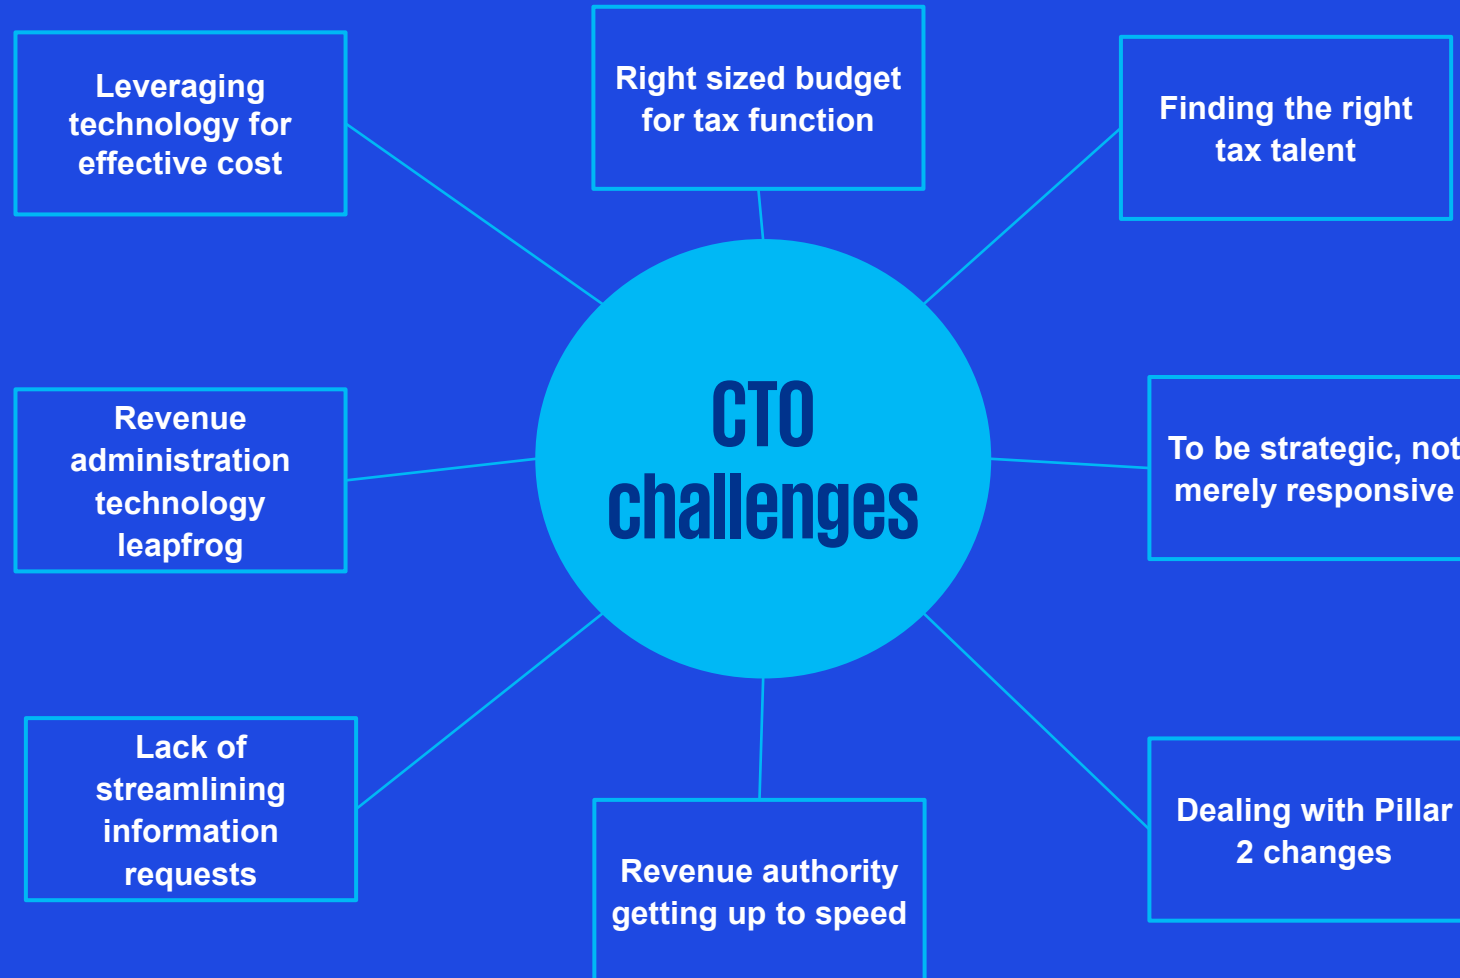 Leveraging
technology for
effective cost
Right sized budget
for tax function
Finding the right
tax talent
CTO
challenges
Revenue
administration
technology
leapfrog
To be strategic, not
merely responsive
Lack of
streamlining
information
requests
Revenue authority
getting up to speed
Dealing with Pillar
2 changes